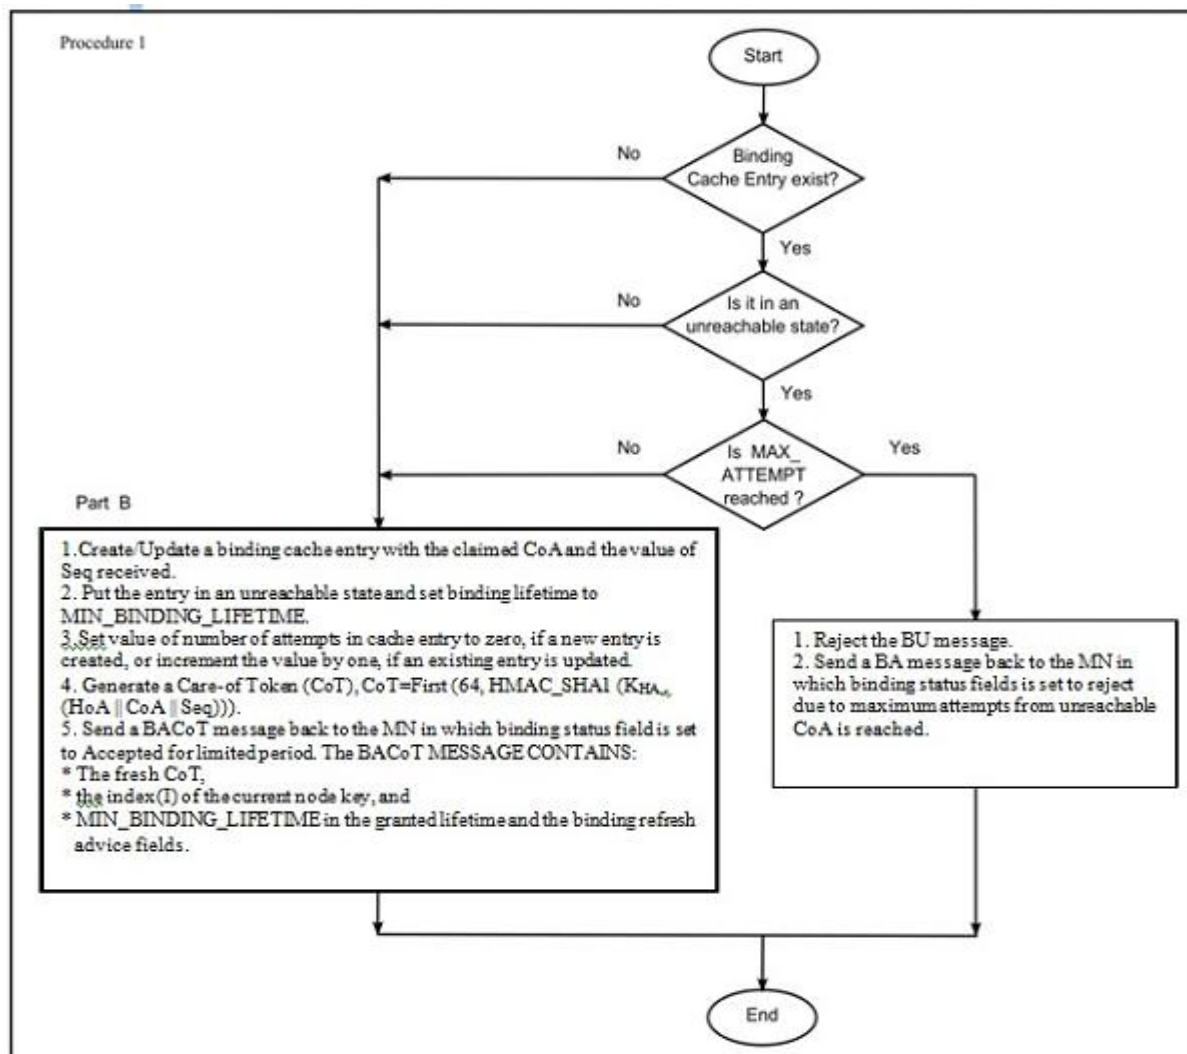 Procedure 1
Start
No
Binding
Cache Entry exist?
Yes
No
Is it in an
unreachable state?
Yes
No
Is MAX_
ATTEMPT
reached ?
Yes
Part B
1.Create/Update a binding cache entry with the claimed CoA and the value of
Seq received.
2. Put the entry in an unreachable state and set binding lifetime to
MIN_BINDING_LIFETIME.
3.Set value of number of attempts in cache entry to zero, if a new entry is
created, or increment the value by one, if an existing entry is updated.
4. Generate a Care-of Token (CoT), CoT=First (64, HMAC_SHA1 (
(HoA || CoA || Seq))).
5. Send a BACoT message back to the MN in which binding status field is set
to Accepted for limited period. The BACoT MESSAGE CONTAINS:
* The fresh CoT,
* the index(I) of the current node key, and
* MIN_BINDING_LIFETIME in the granted lifetime and the binding refresh
advice fields.
1. Reject the BU message.
2. Send a BA message back to the MN in
which binding status fields is set to reject
due to maximum attempts from unreachable
CoA is reached.
End